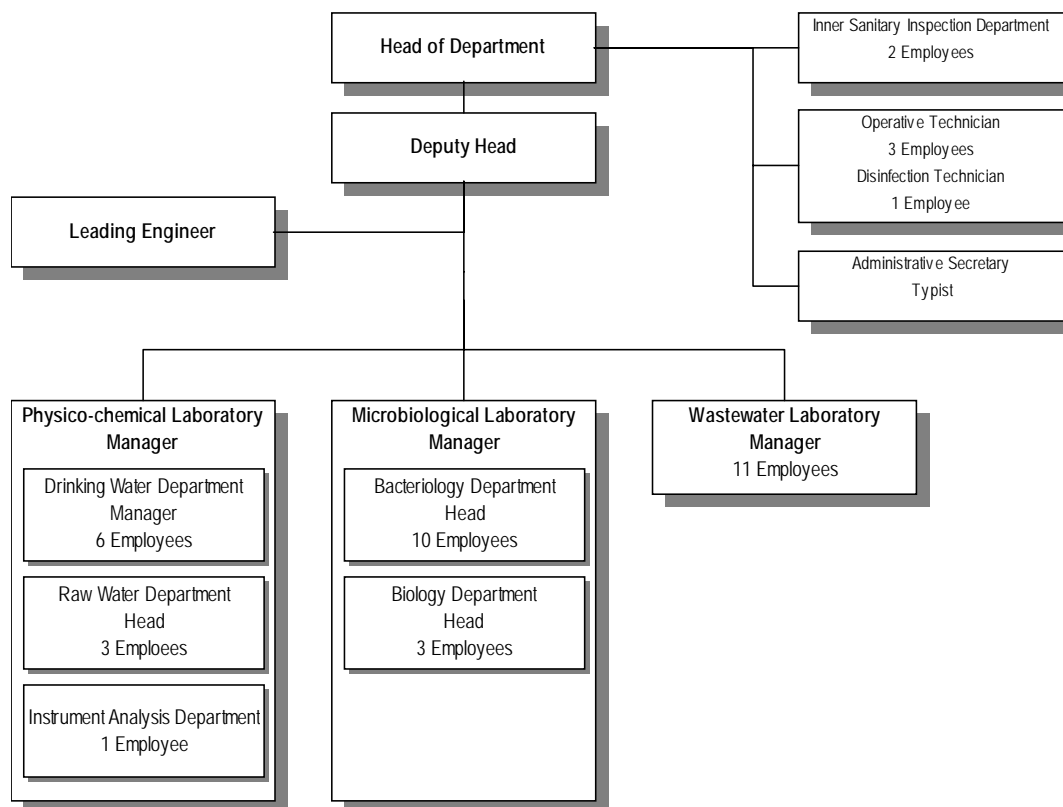 Head of Department
Inner Sanitary Inspection Department
2 Employees
Deputy Head
Operative Technician
3 Employees
Disinfection Technician
1 Employee
Leading Engineer
Administrative Secretary
Typist
Physico-chemical Laboratory
Manager
Drinking Water Department
Manager
6 Employees
Raw Water Department
Head
3 Emploees
Instrument Analysis Department
1 Employee
Microbiological Laboratory
Manager
Bacteriology Department
Head
10 Employees
Biology Department
Head
3 Employees
Wastewater Laboratory
Manager
11 Employees